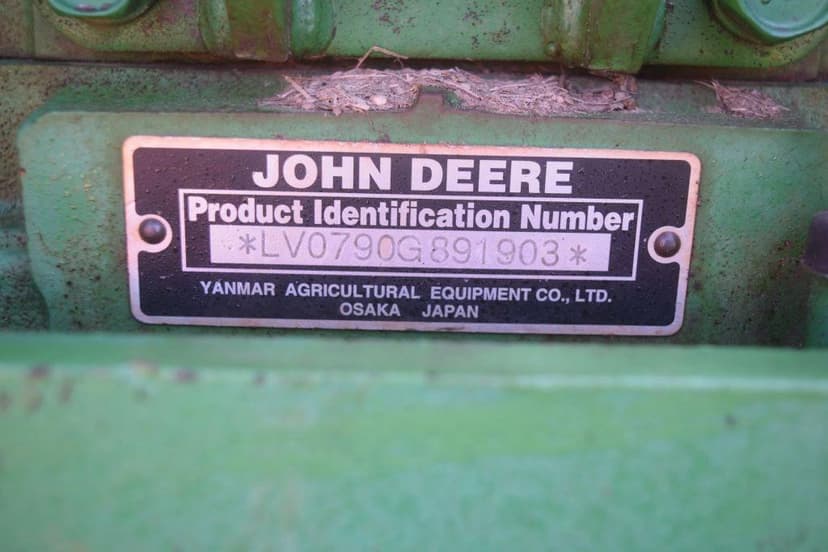 JOHN DEERE
Product Identification Number
*LV0790G891903*
YANMAR AGRICULTURAL EQUIPMENT CO., LTD.
OSAKA JAPAN